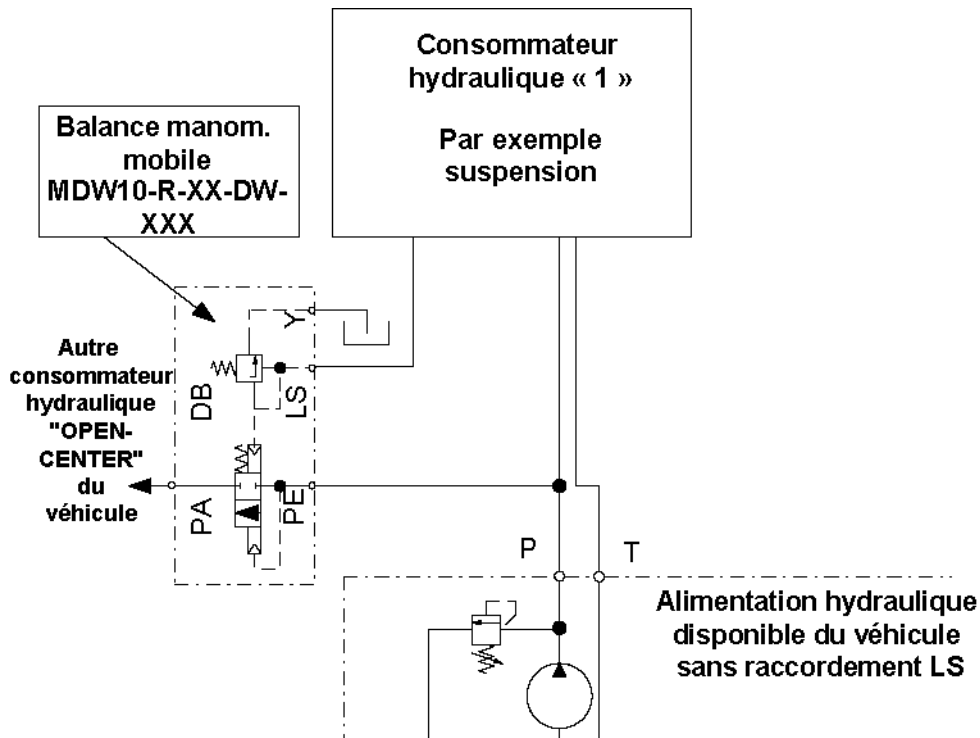 Consommateur
hydraulique « 1 »
Par exemple
suspension
Balance manom.
mobile
MDW10-R-XX-DW-
XXX
Y
Autre
consommateur
hydraulique
"OPEN-
CENTER"
du
véhicule
DB
LS
PA
PE
P
T
Alimentation hydraulique
disponible du véhicule
sans raccordement LS